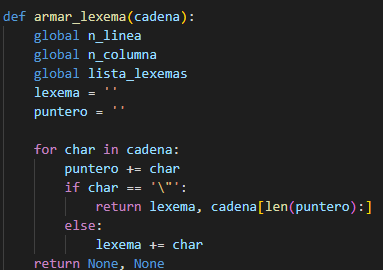 def armar_lexema(cadena):
    global n_linea
    global n_columna
    global lista_lexemas
    lexema = ''
    puntero = ''

    for char in cadena:
        puntero += char
        if char == '\"':
            return lexema, cadena[len(puntero):]
        else:
            lexema += char
    return None, None